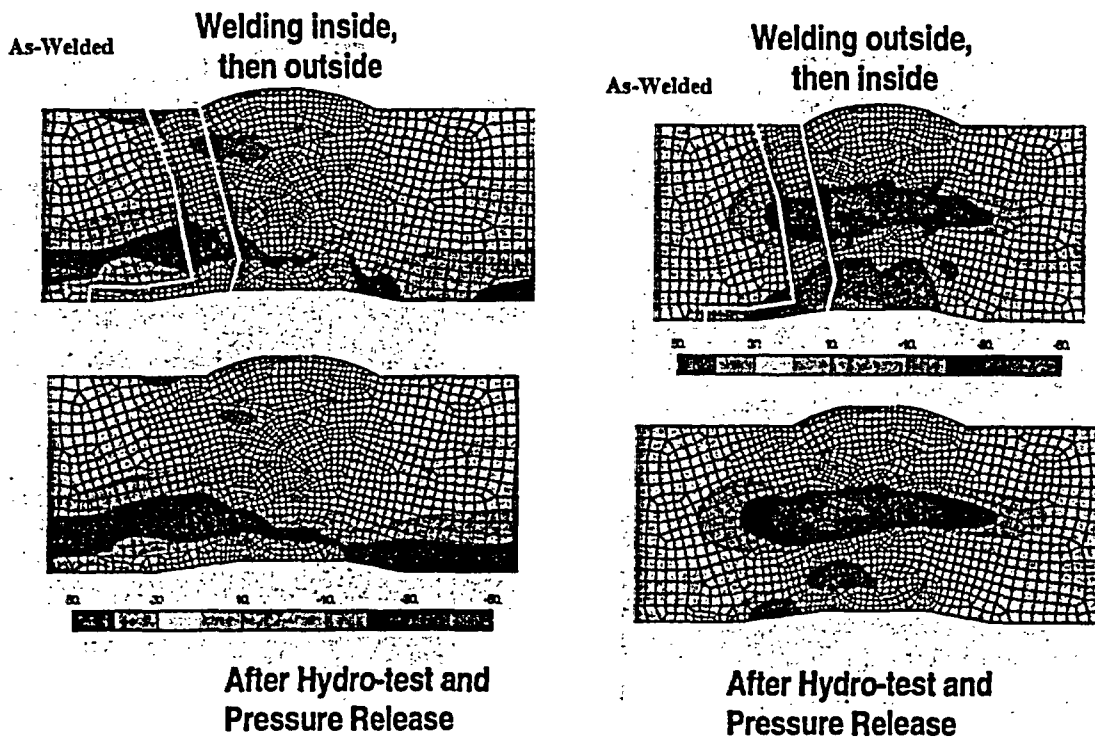 As-Welded
Welding inside,
then outside
After Hydro-test and
Pressure Release
As-Welded
Welding outside,
then inside
After Hydro-test and
Pressure Release